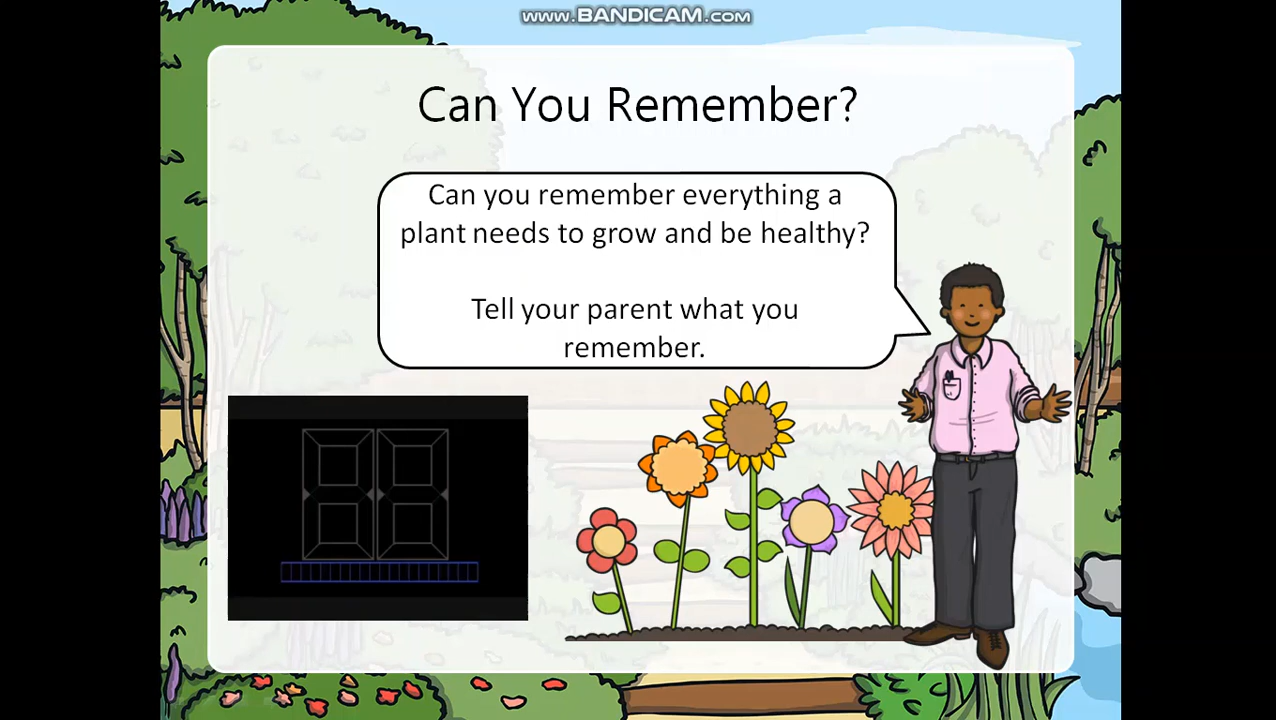 www.BANDICAM.com
Can You Remember?
Can you remember everything a
plant needs to grow and be healthy?
Tell your parent what you
remember.